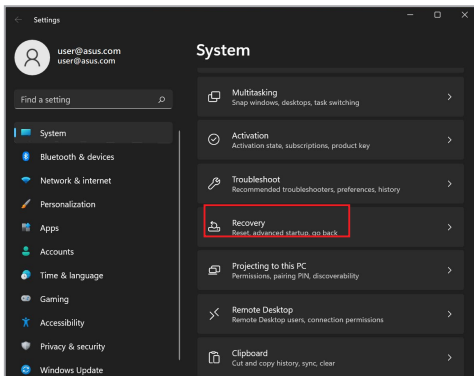 Settings
user@asus.com
user@asus.com
Find a setting
System
Bluetooth & devices
Network & internet
Personalization
Apps
Accounts
Time & language
Gaming
Accessibility
Privacy & security
Windows Update
System
Multitasking
Snap windows, desktops, task switching
Activation
Activation state, subscriptions, product key
Troubleshoot
Recommended troubleshooters, preferences, history
Recovery
Reset, advanced startup, go back
Projecting to this PC
Permissions, pairing PIN, discoverability
Remote Desktop
Remote Desktop users, connection permissions
Clipboard
Cut and copy history, sync, clear